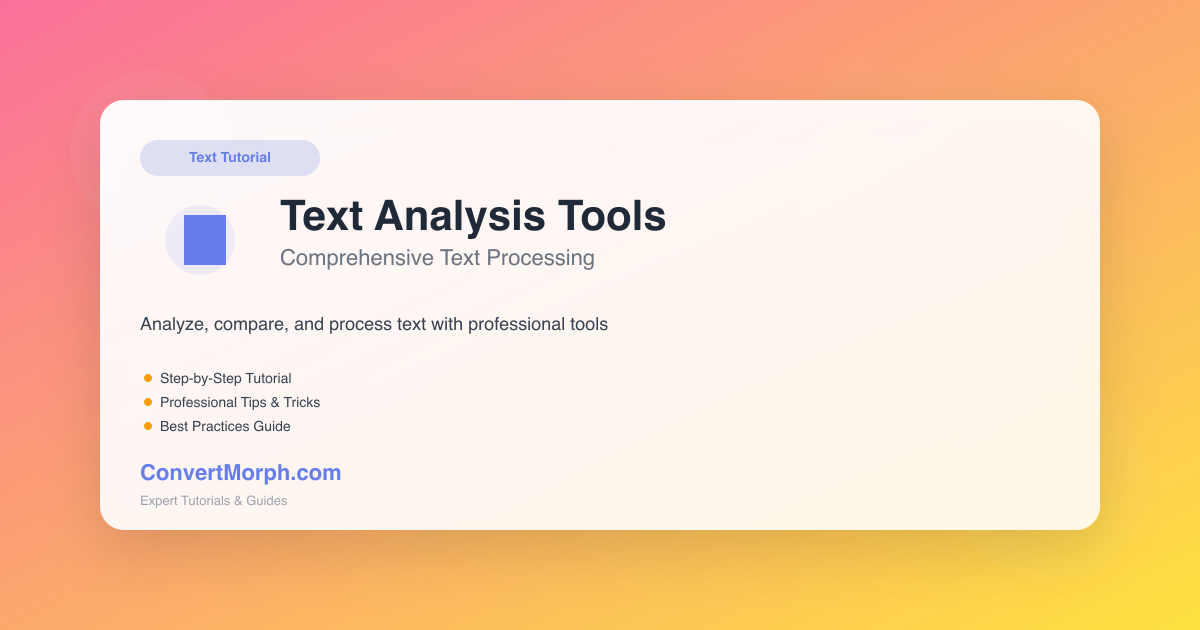 Text Tutorial
Text Analysis Tools
Comprehensive Text Processing
Analyze, compare, and process text with professional tools
Step-by-Step Tutorial
Professional Tips & Tricks
Best Practices Guide
ConvertMorph.com
Expert Tutorials & Guides